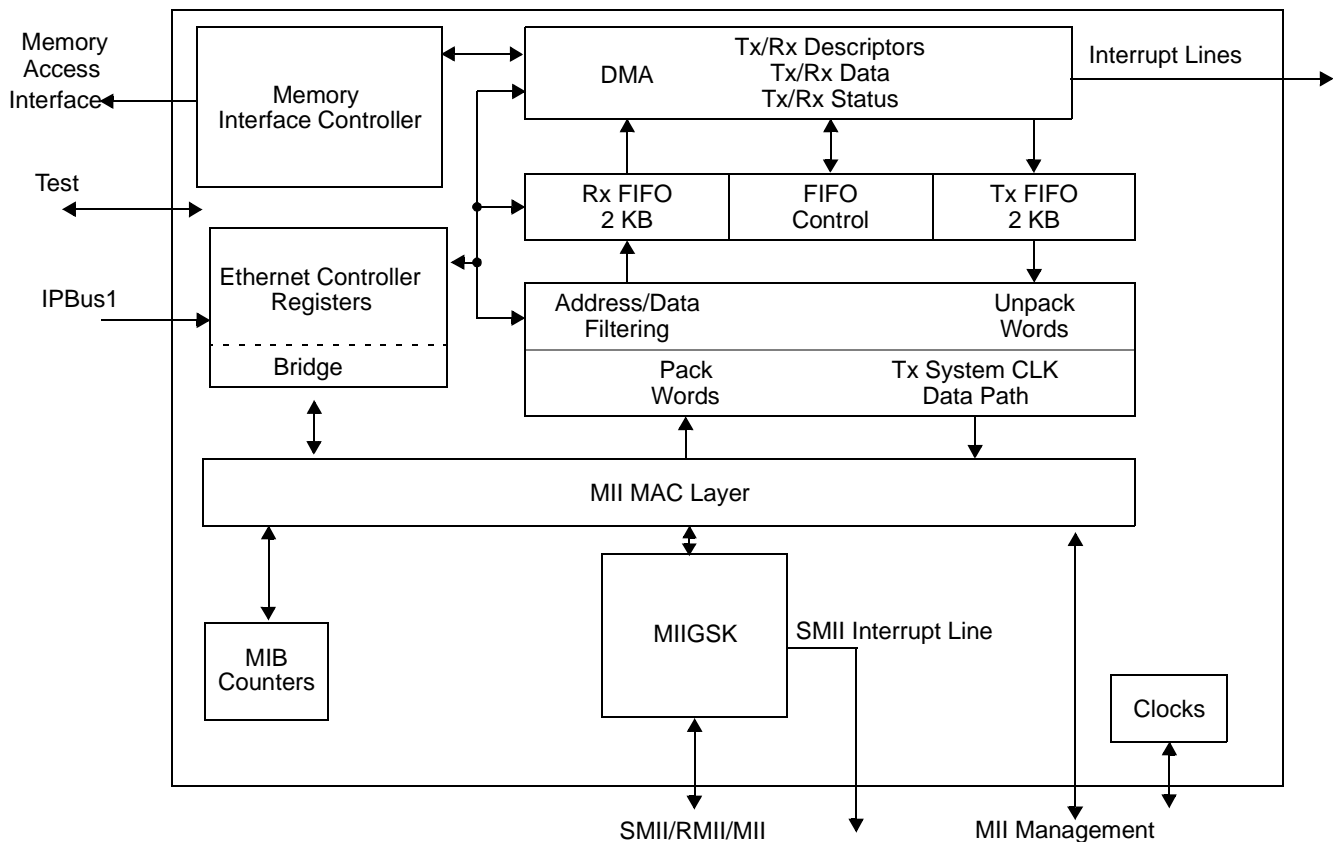 Memory
Access
Interface
Memory
Interface Controller
DMA
Tx/Rx Descriptors
Tx/Rx Data
Tx/Rx Status
Interrupt Lines
Test
Rx FIFO
2 KB
FIFO
Control
Tx FIFO
2 KB
IPBus1
Ethernet Controller
Registers
Bridge
Address/Data
Filtering
Unpack
Words
Pack
Words
Tx System CLK
Data Path
MII MAC Layer
MIB
Counters
MIIGSK
SMII Interrupt Line
Clocks
SMII/RMII/MII
MII Management